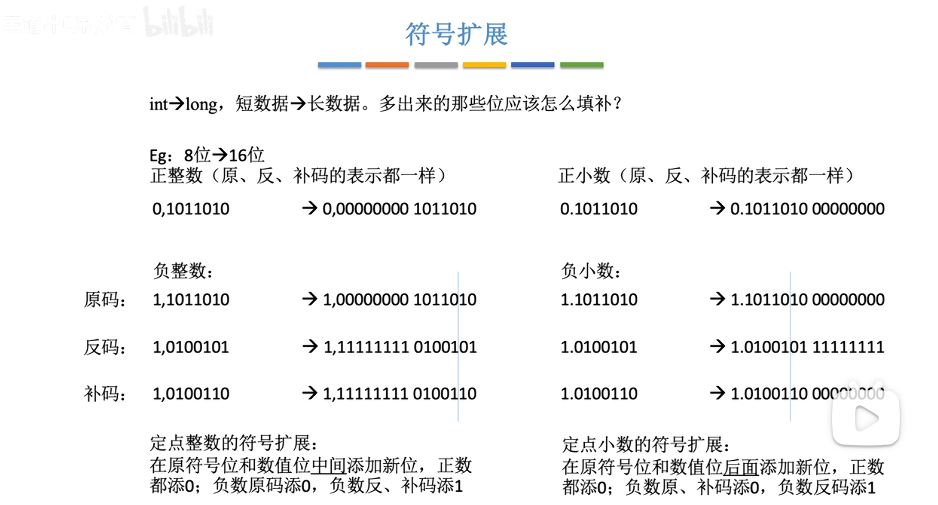 bilibili
符号扩展
int→long，短数据→长数据。多出来的那些位应该怎么填补？
Eg：8位→16位
正整数（原、反、补码的表示都一样）
0,1011010 → 0,00000000 1011010
正小数（原、反、补码的表示都一样）
0.1011010 → 0.1011010 00000000
负整数：
原码： 1,1011010 → 1,00000000 1011010
反码： 1,0100101 → 1,11111111 0100101
补码： 1,0100110 → 1,11111111 0100110
负小数：
1.1011010 → 1.1011010 00000000
1.0100101 → 1.0100101 11111111
1.0100110 → 1.0100110 00000000
定点整数的符号扩展：
在原符号位和数值位中间添加新位，正数
都添0；负数原码添0，负数反、补码添1
定点小数的符号扩展：
在原符号位和数值位后面添加新位，正数
都添0；负数原、补码添0，负数反码添1